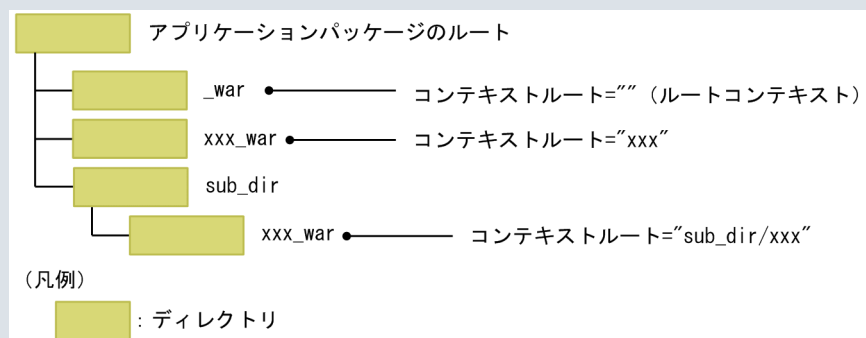 アプリケーションパッケージのルート
_war コンテキストルート=""（ルートコンテキスト）
xxx_war コンテキストルート="xxx"
sub_dir
xxx_war コンテキストルート="sub_dir/xxx"
（凡例）
：ディレクトリ